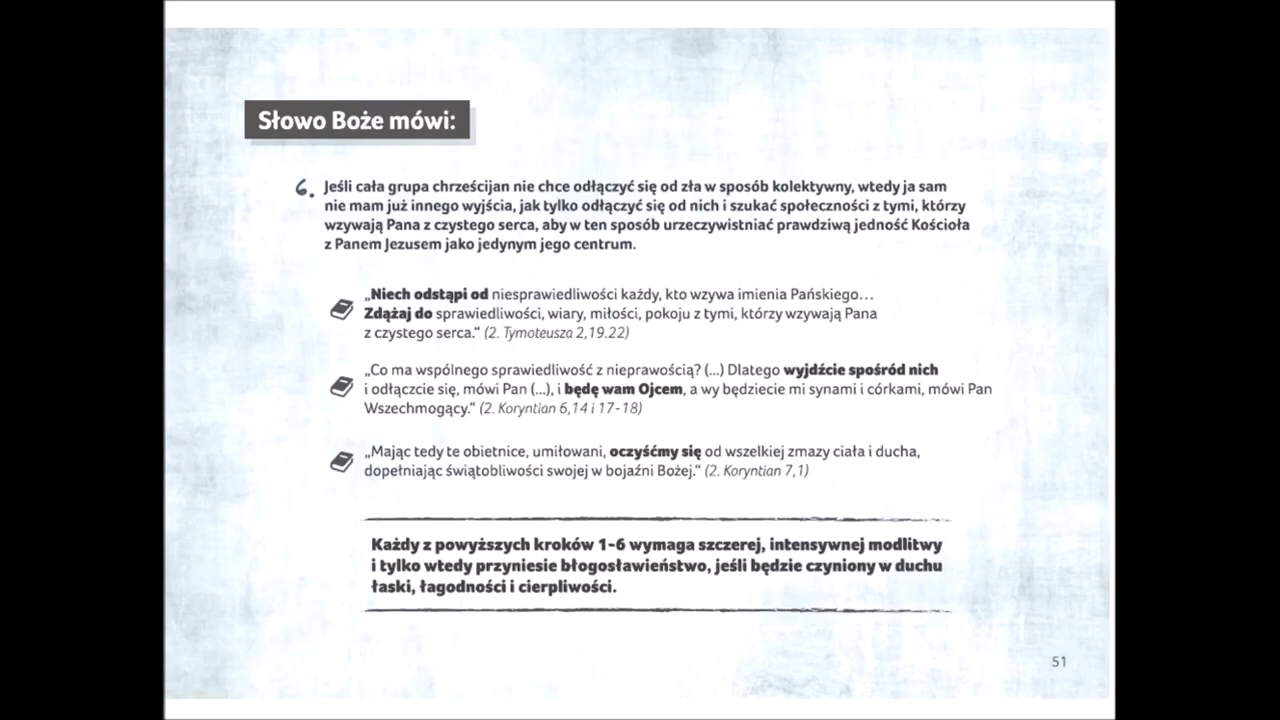 Słowo Boże mówi:
6. Jeśli cała grupa chrześcijan nie chce odłączyć się od zła w sposób kolektywny, wtedy ja sam
nie mam już innego wyjścia, jak tylko odłączyć się od nich i szukać społeczności z tymi, którzy
wzywają Pana z czystego serca, aby w ten sposób urzeczywistniać prawdziwą jedność Kościoła
z Panem Jezusem jako jedynym jego centrum.
„Niech odstąpi od niesprawiedliwości każdy, kto wzywa imienia Pańskiego...
Zdążaj do sprawiedliwości, wiary, miłości, pokoju z tymi, którzy wzywają Pana
z czystego serca.“ (2. Tymoteusza 2,19.22)
„Co ma wspólnego sprawiedliwość z nieprawością? (...) Dlatego wyjdźcie spośród nich
i odłączcie się, mówi Pan (...), i będę wam Ojcem, a wy będziecie mi synami i córkami, mówi Pan
Wszechmogący.“ (2. Koryntian 6,14 i 17-18)
„Mając tedy te obietnice, umiłowani, oczyśćmy się od wszelkiej zmazy ciała i ducha,
dopełniając świątobliwości swojej w bojaźni Bożej.“ (2. Koryntian 7,1)
Każdy z powyższych kroków 1-6 wymaga szczerej, intensywnej modlitwy
i tylko wtedy przyniesie błogosławieństwo, jeśli będzie czyniony w duchu
łaski, łagodności i cierpliwości.
51